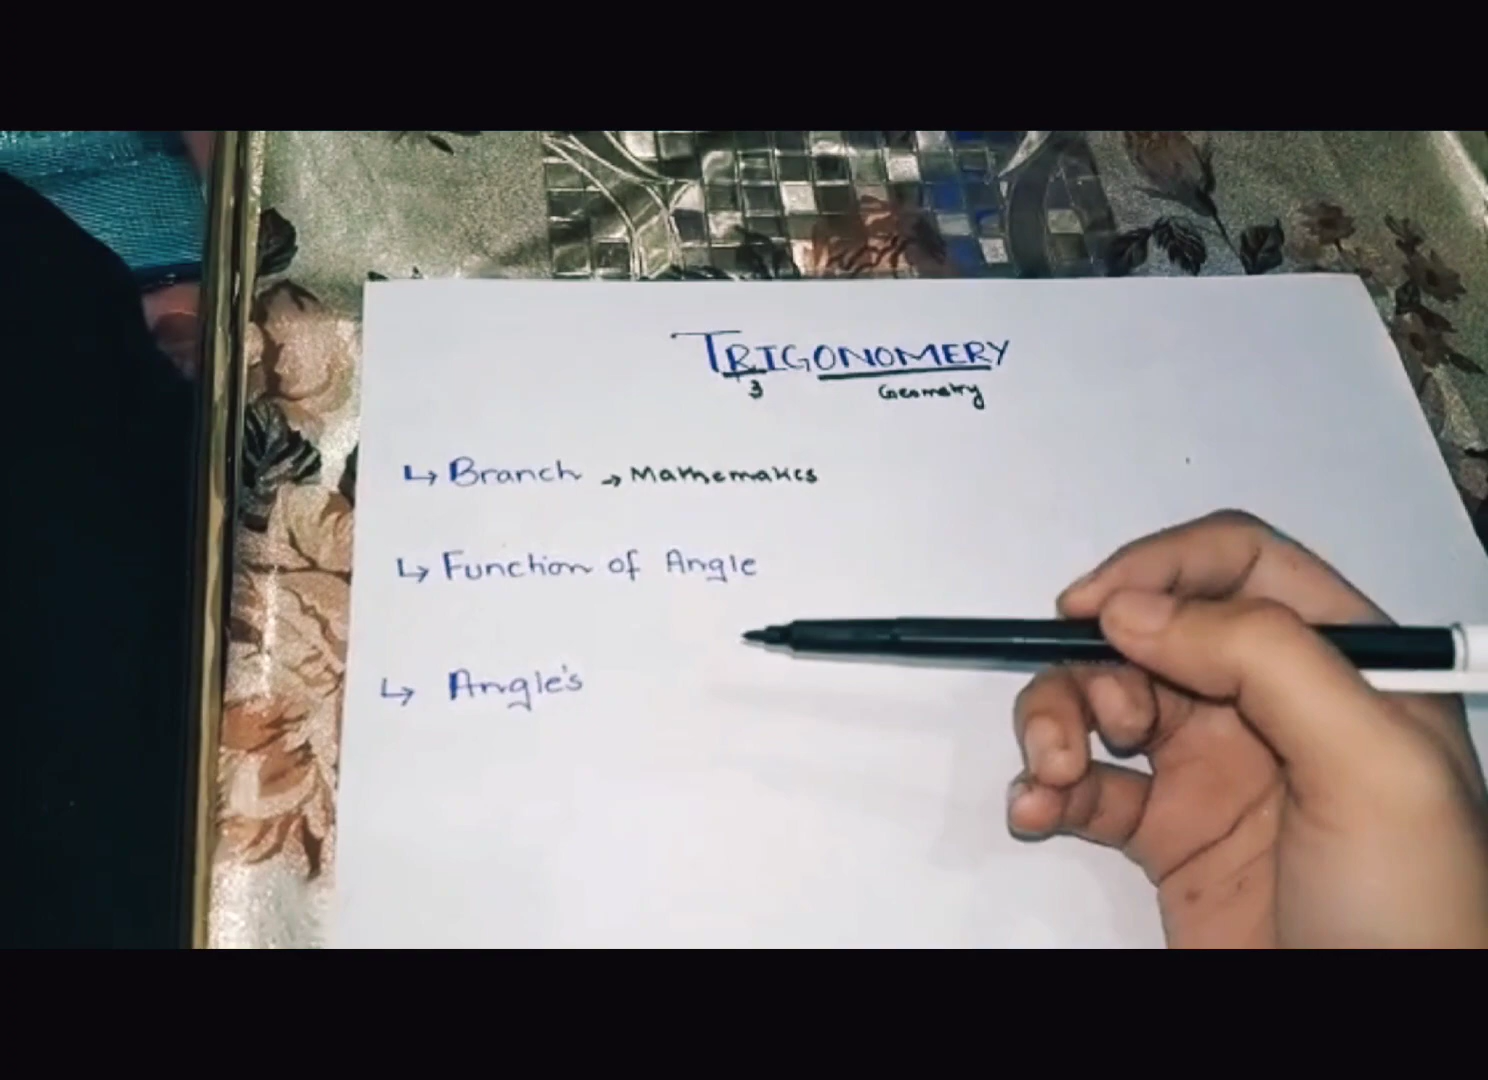 TRIGONOMERY
3 Geometry
↳ Branch → Mathematics
↳ Function of Angle
↳ Angle's